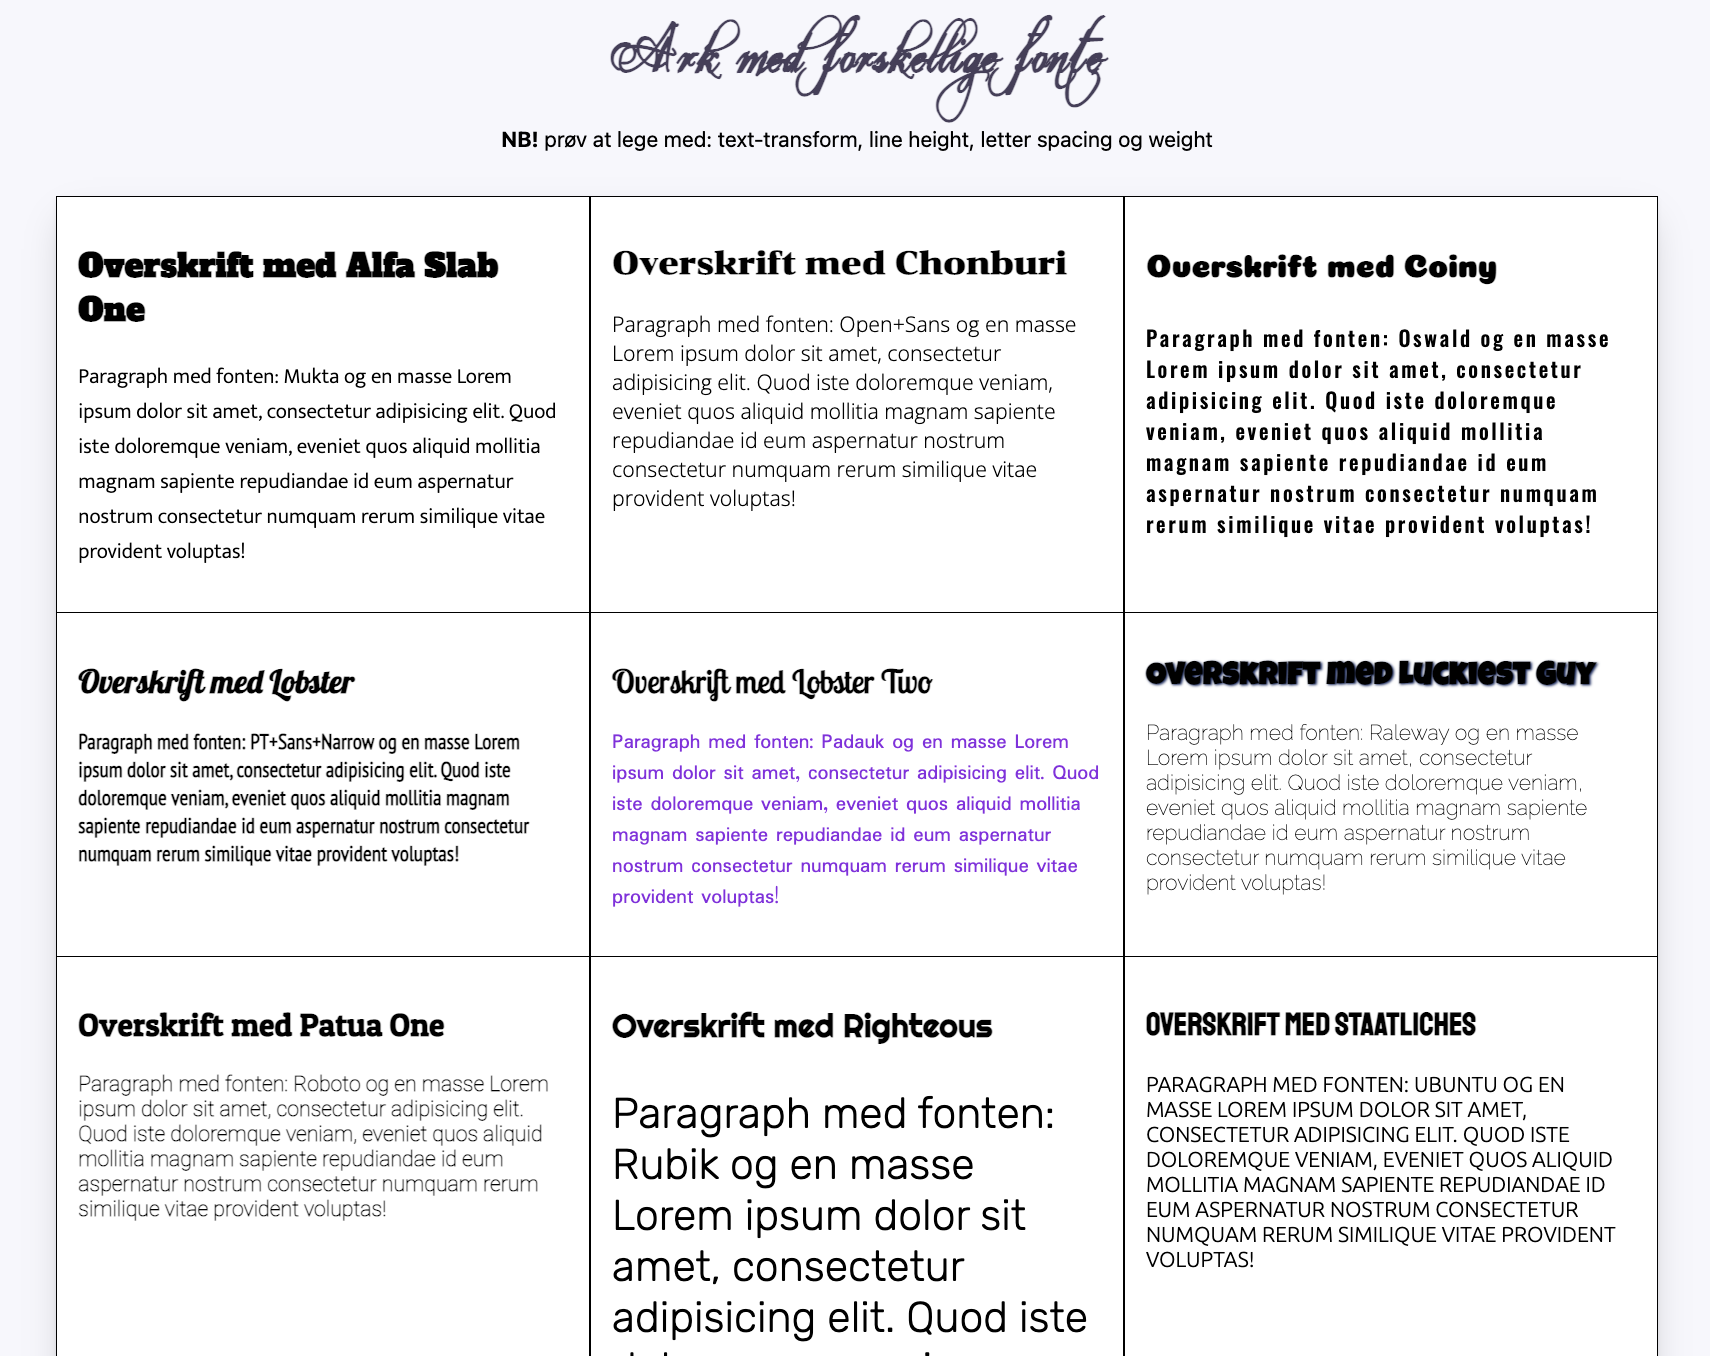 Ark med forskellige fonte
NB! prøv at lege med: text-transform, line height, letter spacing og weight
Overskrift med Alfa Slab
One
Paragraph med fonten: Mukta og en masse Lorem
ipsum dolor sit amet, consectetur adipisicing elit. Quod
iste doloremque veniam, eveniet quos aliquid mollitia
magnam sapiente repudiandae id eum aspernatur
nostrum consectetur numquam rerum similique vitae
provident voluptas!
Overskrift med Chonburi
Paragraph med fonten: Open+Sans og en masse
Lorem ipsum dolor sit amet, consectetur
adipisicing elit. Quod iste doloremque veniam,
eveniet quos aliquid mollitia magnam sapiente
repudiandae id eum aspernatur nostrum
consectetur numquam rerum similique vitae
provident voluptas!
Overskrift med Coiny
Paragraph med fonten: Oswald og en masse
Lorem ipsum dolor sit amet, consectetur
adipisicing elit. Quod iste doloremque
veniam, eveniet quos aliquid mollitia
magnam sapiente repudiandae id eum
aspernatur nostrum consectetur numquam
rerum similique vitae provident voluptas!
Overskrift med Lobster
Paragraph med fonten: PT+Sans+Narrow og en masse Lorem
ipsum dolor sit amet, consectetur adipisicing elit. Quod iste
doloremque veniam, eveniet quos aliquid mollitia magnam
sapiente repudiandae id eum aspernatur nostrum consectetur
numquam rerum similique vitae provident voluptas!
Overskrift med Lobster Two
Paragraph med fonten: Padauk og en masse Lorem
ipsum dolor sit amet, consectetur adipisicing elit. Quod
iste doloremque veniam, eveniet quos aliquid mollitia
magnam sapiente repudiandae id eum aspernatur
nostrum consectetur numquam rerum similique vitae
provident voluptas!
Overskrift med Luckiest Guy
Paragraph med fonten: Raleway og en masse
Lorem ipsum dolor sit amet, consectetur
adipisicing elit. Quod iste doloremque veniam,
eveniet quos aliquid mollitia magnam sapiente
repudiandae id eum aspernatur nostrum
consectetur numquam rerum similique vitae
provident voluptas!
Overskrift med Patua One
Paragraph med fonten: Roboto og en masse Lorem
ipsum dolor sit amet, consectetur adipisicing elit.
Quod iste doloremque veniam, eveniet quos aliquid
mollitia magnam sapiente repudiandae id eum
aspernatur nostrum consectetur numquam rerum
similique vitae provident voluptas!
Overskrift med Righteous
Paragraph med fonten:
Rubik og en masse
Lorem ipsum dolor sit
amet, consectetur
adipisicing elit. Quod iste
OVERSKRIFT MED STAATLICHES
PARAGRAPH MED FONTEN: UBUNTU OG EN
MASSE LOREM IPSUM DOLOR SIT AMET,
CONSECTETUR ADIPISICING ELIT. QUOD ISTE
DOLOREMQUE VENIAM, EVENIET QUOS ALIQUID
MOLLITIA MAGNAM SAPIENTE REPUDIANDAE ID
EUM ASPERNATUR NOSTRUM CONSECTETUR
NUMQUAM RERUM SIMILIQUE VITAE PROVIDENT
VOLUPTAS!